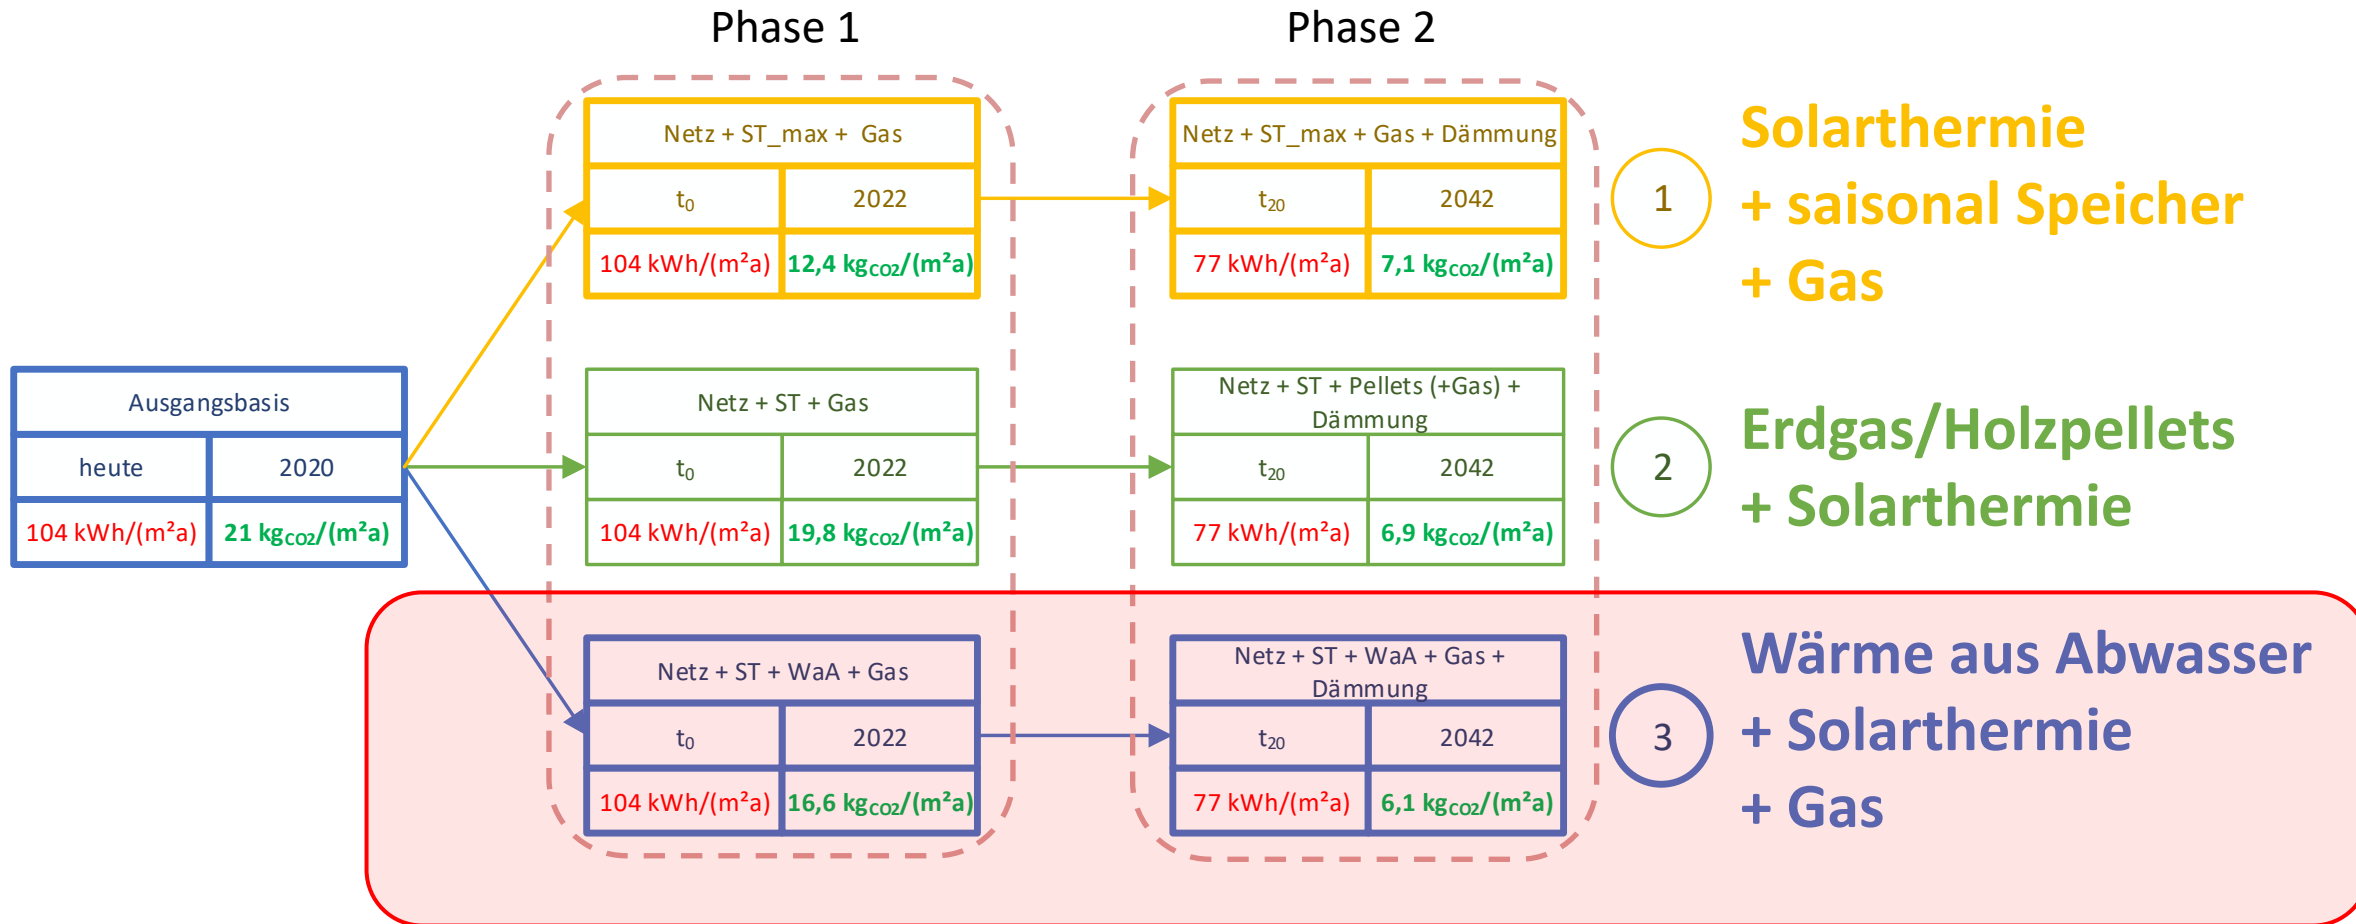 Phase 1
Phase 2
Netz + ST_max + Gas
t₀ 2022
104 kWh/(m²a) 12,4 kgCO2/(m²a)
Netz + ST_max + Gas + Dämmung
t₂₀ 2042
77 kWh/(m²a) 7,1 kgCO2/(m²a)
1
Solarthermie
+ saisonal Speicher
+ Gas
Ausgangsbasis
heute 2020
104 kWh/(m²a) 21 kgCO2/(m²a)
Netz + ST + Gas
t₀ 2022
104 kWh/(m²a) 19,8 kgCO2/(m²a)
Netz + ST + Pellets (+Gas) +
Dämmung
t₂₀ 2042
77 kWh/(m²a) 6,9 kgCO2/(m²a)
2
Erdgas/Holzpellets
+ Solarthermie
Netz + ST + WaA + Gas
t₀ 2022
104 kWh/(m²a) 16,6 kgCO2/(m²a)
Netz + ST + WaA + Gas +
Dämmung
t₂₀ 2042
77 kWh/(m²a) 6,1 kgCO2/(m²a)
3
Wärme aus Abwasser
+ Solarthermie
+ Gas